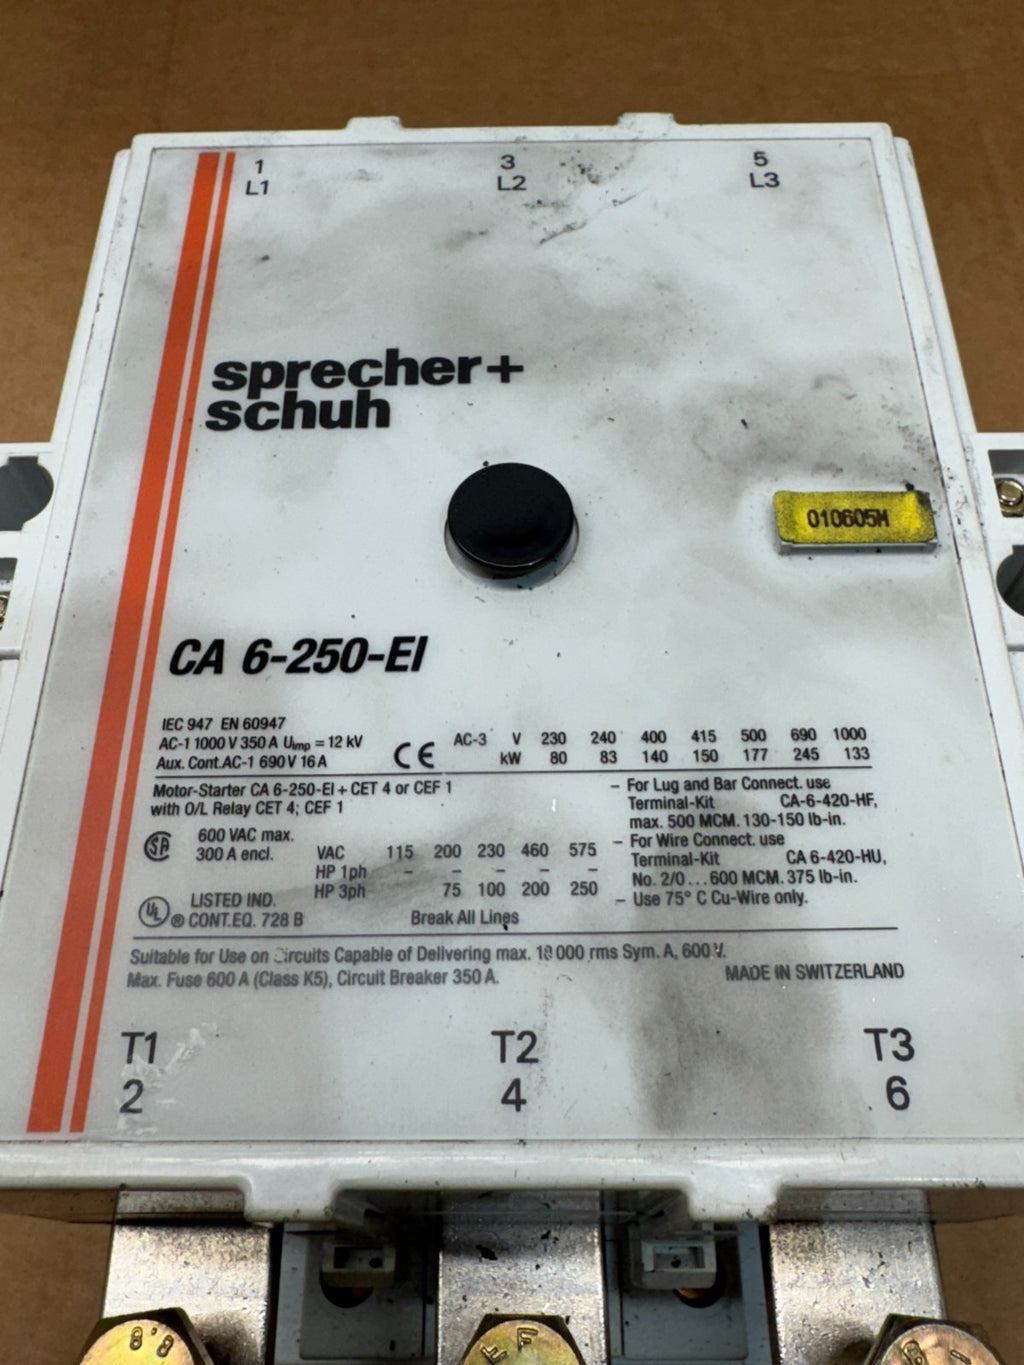 1 3 5
L1 L2 L3
sprecher+
schuh
010605M
CA 6-250-EI
IEC 947 EN 60947
AC-1 1000 V 350 A Uimp = 12 kV
Aux. Cont. AC-1 690 V 16 A
CE
AC-3 V 230 240 400 415 500 690 1000
kW 80 83 140 150 177 245 133
Motor-Starter CA 6-250-EI + CET 4 or CEF 1
with O/L Relay CET 4; CEF 1
SA
600 VAC max.
300 A encl.
VAC 115 200 230 460 575
HP 1ph – – – – –
HP 3ph 75 100 200 250
UL ®
LISTED IND.
CONT.EQ. 728 B
Break All Lines
– For Lug and Bar Connect. use
Terminal-Kit CA-6-420-HF,
max. 500 MCM. 130-150 lb-in.
– For Wire Connect. use
Terminal-Kit CA 6-420-HU,
No. 2/0 ... 600 MCM. 375 lb-in.
– Use 75° C Cu-Wire only.
Suitable for Use on Circuits Capable of Delivering max. 18 000 rms Sym. A, 600 V.
Max. Fuse 600 A (Class K5), Circuit Breaker 350 A.
MADE IN SWITZERLAND
T1 T2 T3
2 4 6
8.8